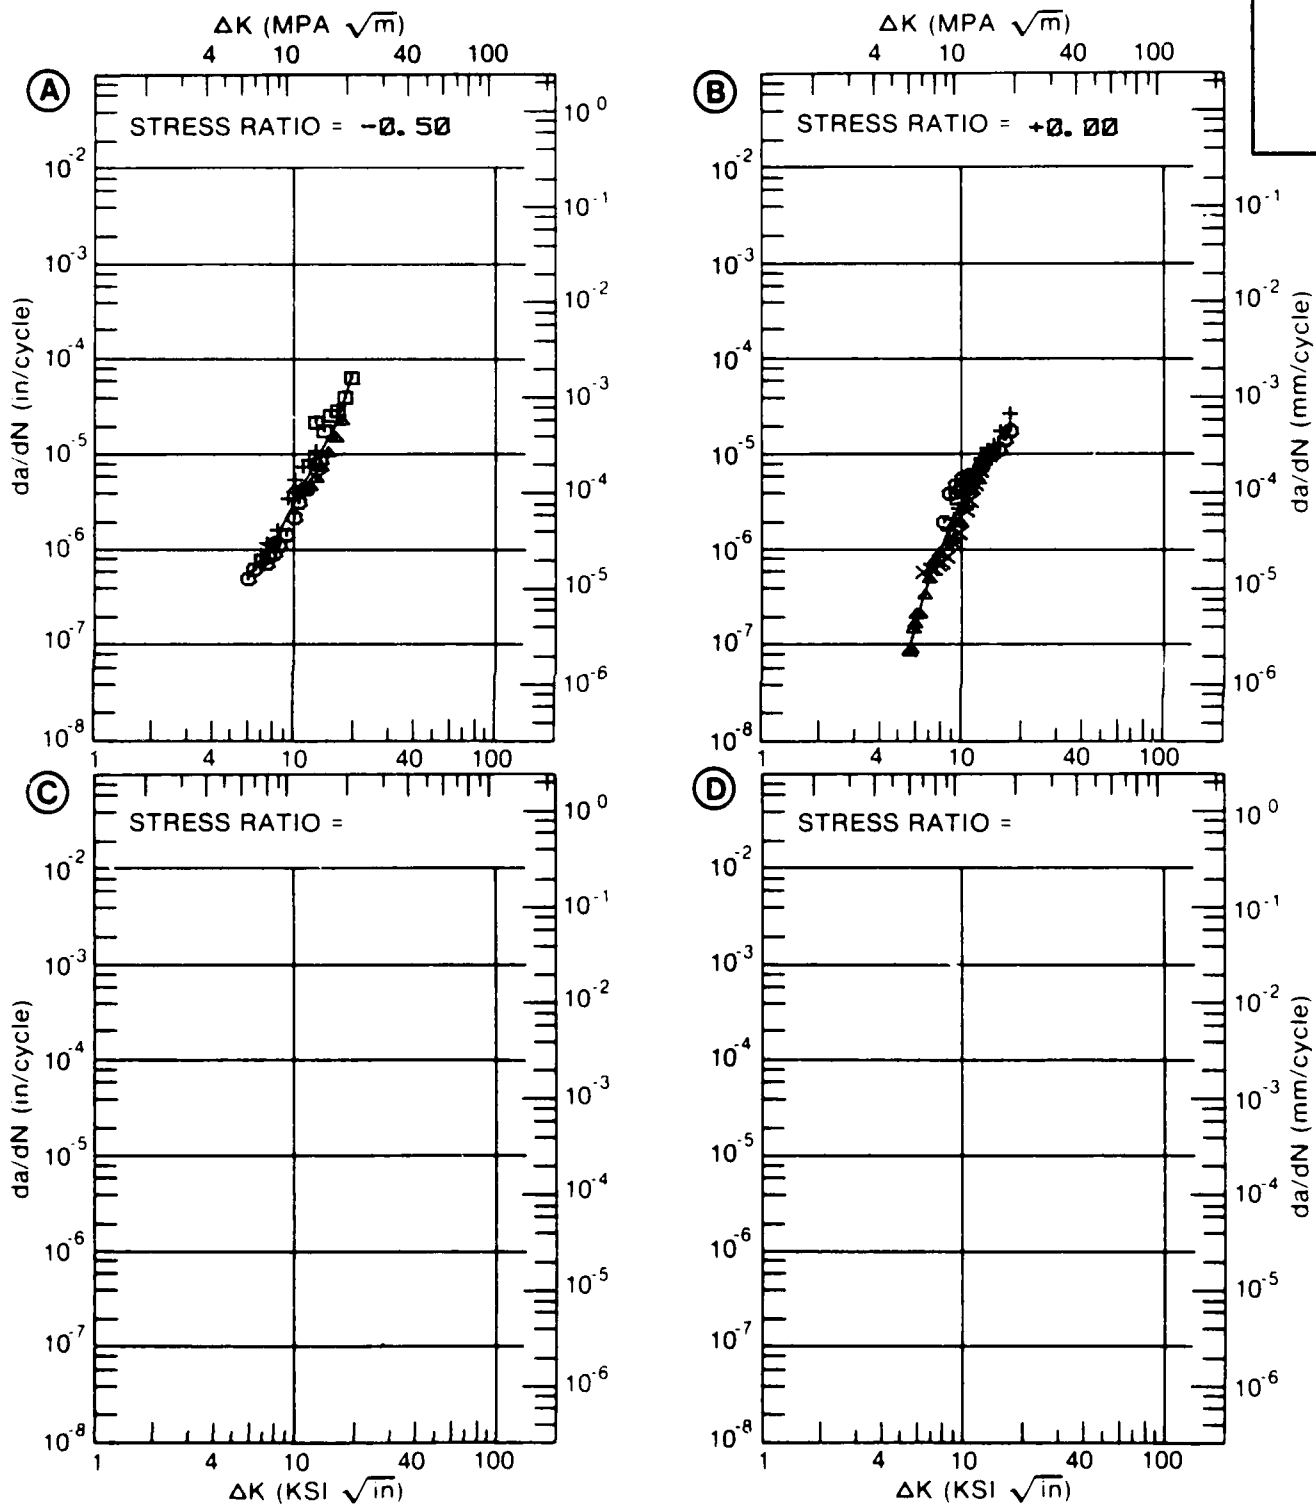 ΔK (MPA √m) ΔK (MPA √m)
4 10 40 100 4 10 40 100
A B
STRESS RATIO = -0.50 STRESS RATIO = +0.00
10^0
10^-2 10^-2
10^-1 10^-1
10^-3 10^-3
10^-2 10^-2
10^-4 10^-4
10^-3 10^-3
10^-5 10^-5
10^-4 10^-4
10^-6 10^-6
10^-5 10^-5
10^-7 10^-7
10^-6 10^-6
10^-8 10^-8
da/dN (in/cycle) da/dN (mm/cycle)
1 4 10 40 100 1 4 10 40 100
C D
STRESS RATIO = STRESS RATIO =
10^0 10^0
10^-2 10^-2
10^-1 10^-1
10^-3 10^-3
10^-2 10^-2
10^-4 10^-4
10^-3 10^-3
10^-5 10^-5
10^-4 10^-4
10^-6 10^-6
10^-5 10^-5
10^-7 10^-7
10^-6 10^-6
10^-8 10^-8
da/dN (in/cycle) da/dN (mm/cycle)
1 4 10 40 100 1 4 10 40 100
ΔK (KSI √in) ΔK (KSI √in)